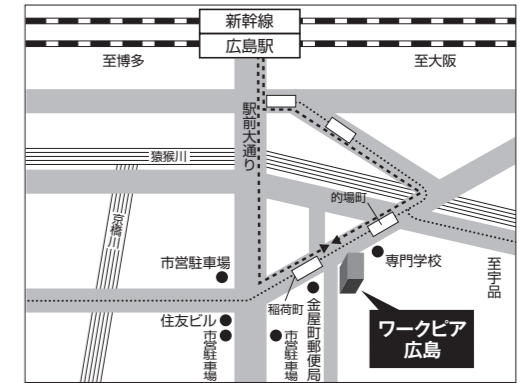 新幹線
広島駅
至博多
至大阪
駅前大通り
猿猴川
京橋川
的場町
市営駐車場
専門学校
至宇品
稲荷町
住友ビル
市営駐車場
市営駐車場
金屋町郵便局
ワークピア
広島